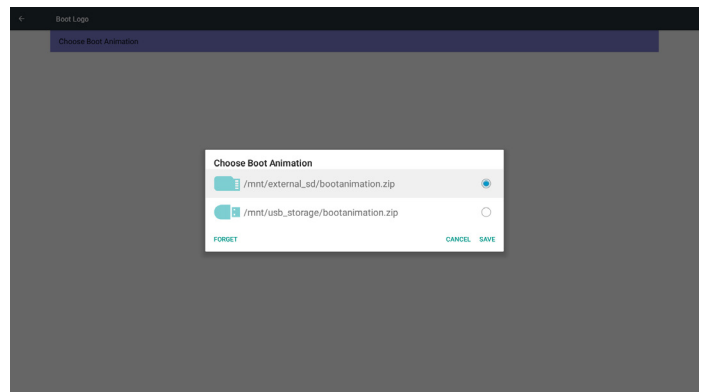 Boot Logo
Choose Boot Animation
Choose Boot Animation
/mnt/external_sd/bootanimation.zip
/mnt/usb_storage/bootanimation.zip
FORGET CANCEL SAVE